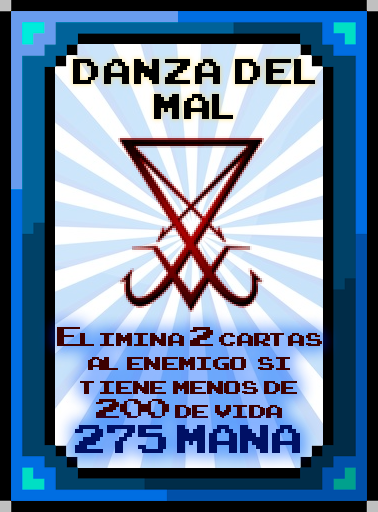 DANZA DEL
MAL
ELIMINA 2 CARTAS
AL ENEMIGO SI
TIENE MENOS DE
200 DE VIDA
275 MANA